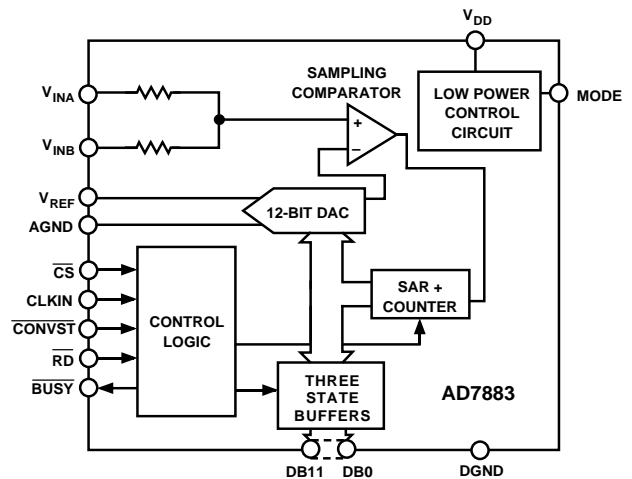 VDD
SAMPLING
COMPARATOR
LOW POWER
CONTROL
CIRCUIT
MODE
VINA
+
–
VINB
VREF
AGND
12-BIT DAC
CS
CLKIN
CONVST
RD
BUSY
CONTROL
LOGIC
SAR +
COUNTER
THREE
STATE
BUFFERS
AD7883
DB11
DB0
DGND